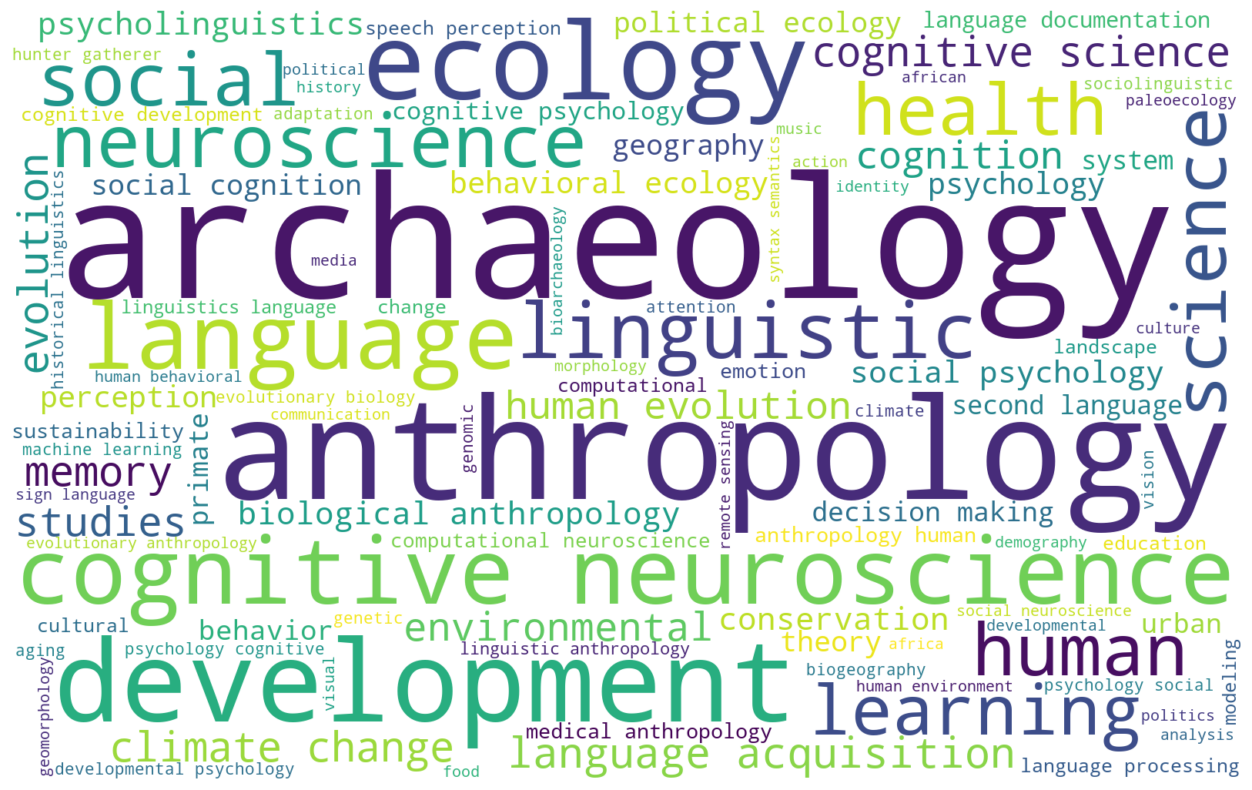 psycholinguistics
speech perception
political ecology
language documentation
hunter gatherer
social
political
history
ecology
cognitive science
african
sociolinguistic
paleoecology
cognitive development
adaptation
cognitive psychology
health
neuroscience
geography
music
action
cognition
system
science
evolution
historical linguistics
social cognition
behavioral ecology
syntax semantics
identity
psychology
archaeology
media
bioarchaeology
linguistics language
change
attention
language
linguistic
culture
landscape
human behavioral
morphology
computational
emotion
social psychology
perception
evolutionary biology
communication
human evolution
climate
second language
sustainability
machine learning
memory
sign language
studies
primate
anthropology
genomic
remote sensing
vision
biological anthropology
decision making
evolutionary anthropology
computational neuroscience
anthropology human
demography
education
cognitive neuroscience
cultural
behavior
genetic
environmental
conservation
social neuroscience
developmental
urban
theory
africa
human
aging
psychology cognitive
visual
linguistic anthropology
biogeography
geomorphology
development
human environment
psychology social
modeling
learning
politics
analysis
climate change
medical anthropology
language acquisition
developmental psychology
food
language processing